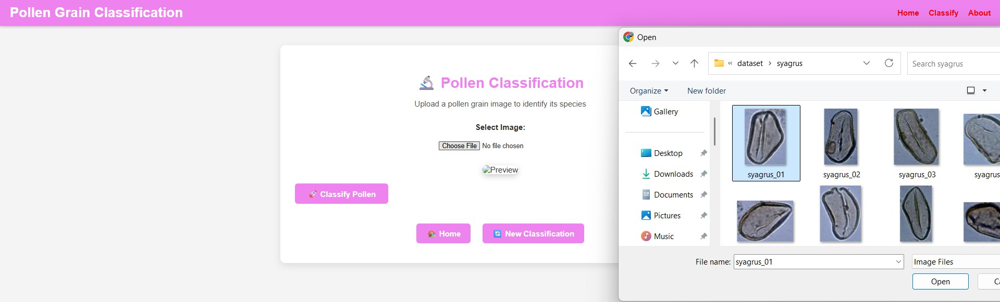 Pollen Grain Classification
Home Classify About
Pollen Classification
Upload a pollen grain image to identify its species
Select Image:
Choose File No file chosen
Preview
Classify Pollen
Home New Classification
Open
« dataset > syagrus
Search syagrus
Organize New folder
Gallery
Desktop
Downloads
Documents
Pictures
Music
syagrus_01 syagrus_02 syagrus_03 syagrus
File name: syagrus_01 Image Files
Open Ca